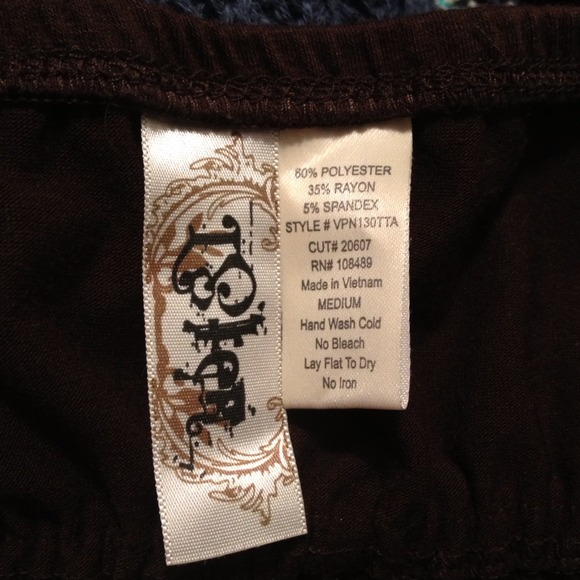 60% POLYESTER
35% RAYON
5% SPANDEX
STYLE # VPN130TTA
CUT# 20607
RN# 108489
Made in Vietnam
MEDIUM
Hand Wash Cold
No Bleach
Lay Flat To Dry
No Iron